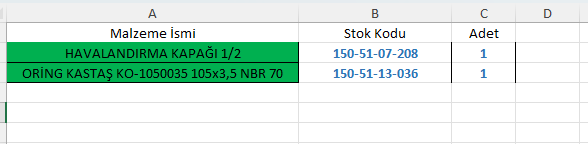 A B C D
Malzeme İsmi Stok Kodu Adet
HAVALANDIRMA KAPAĞI 1/2 150-51-07-208 1
ORİNG KASTAŞ KO-1050035 105x3,5 NBR 70 150-51-13-036 1